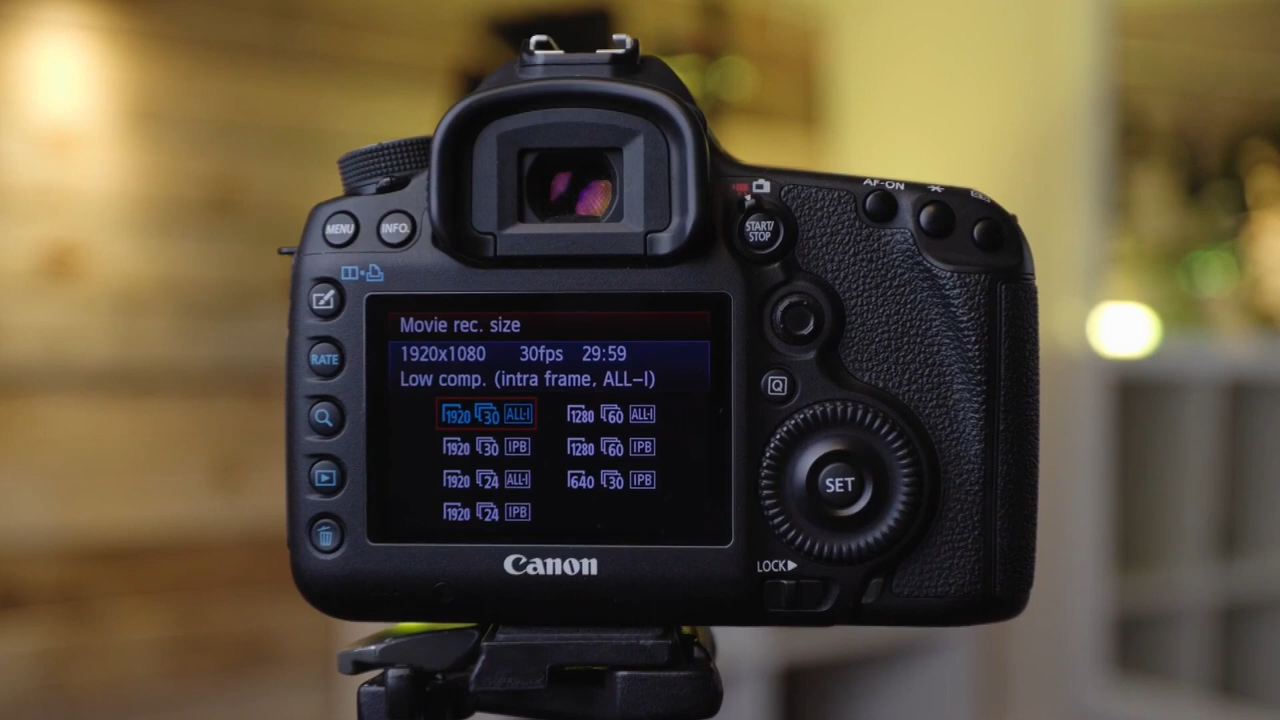 AF-ON
MENU INFO.
START/
STOP
RATE
Movie rec. size
1920x1080 30fps 29:59
Low comp. (intra frame, ALL-I)
1920 30 ALL-I 1280 60 ALL-I
1920 30 IPB 1280 60 IPB
1920 24 ALL-I 640 30 IPB
1920 24 IPB
Q
SET
Canon
LOCK▶